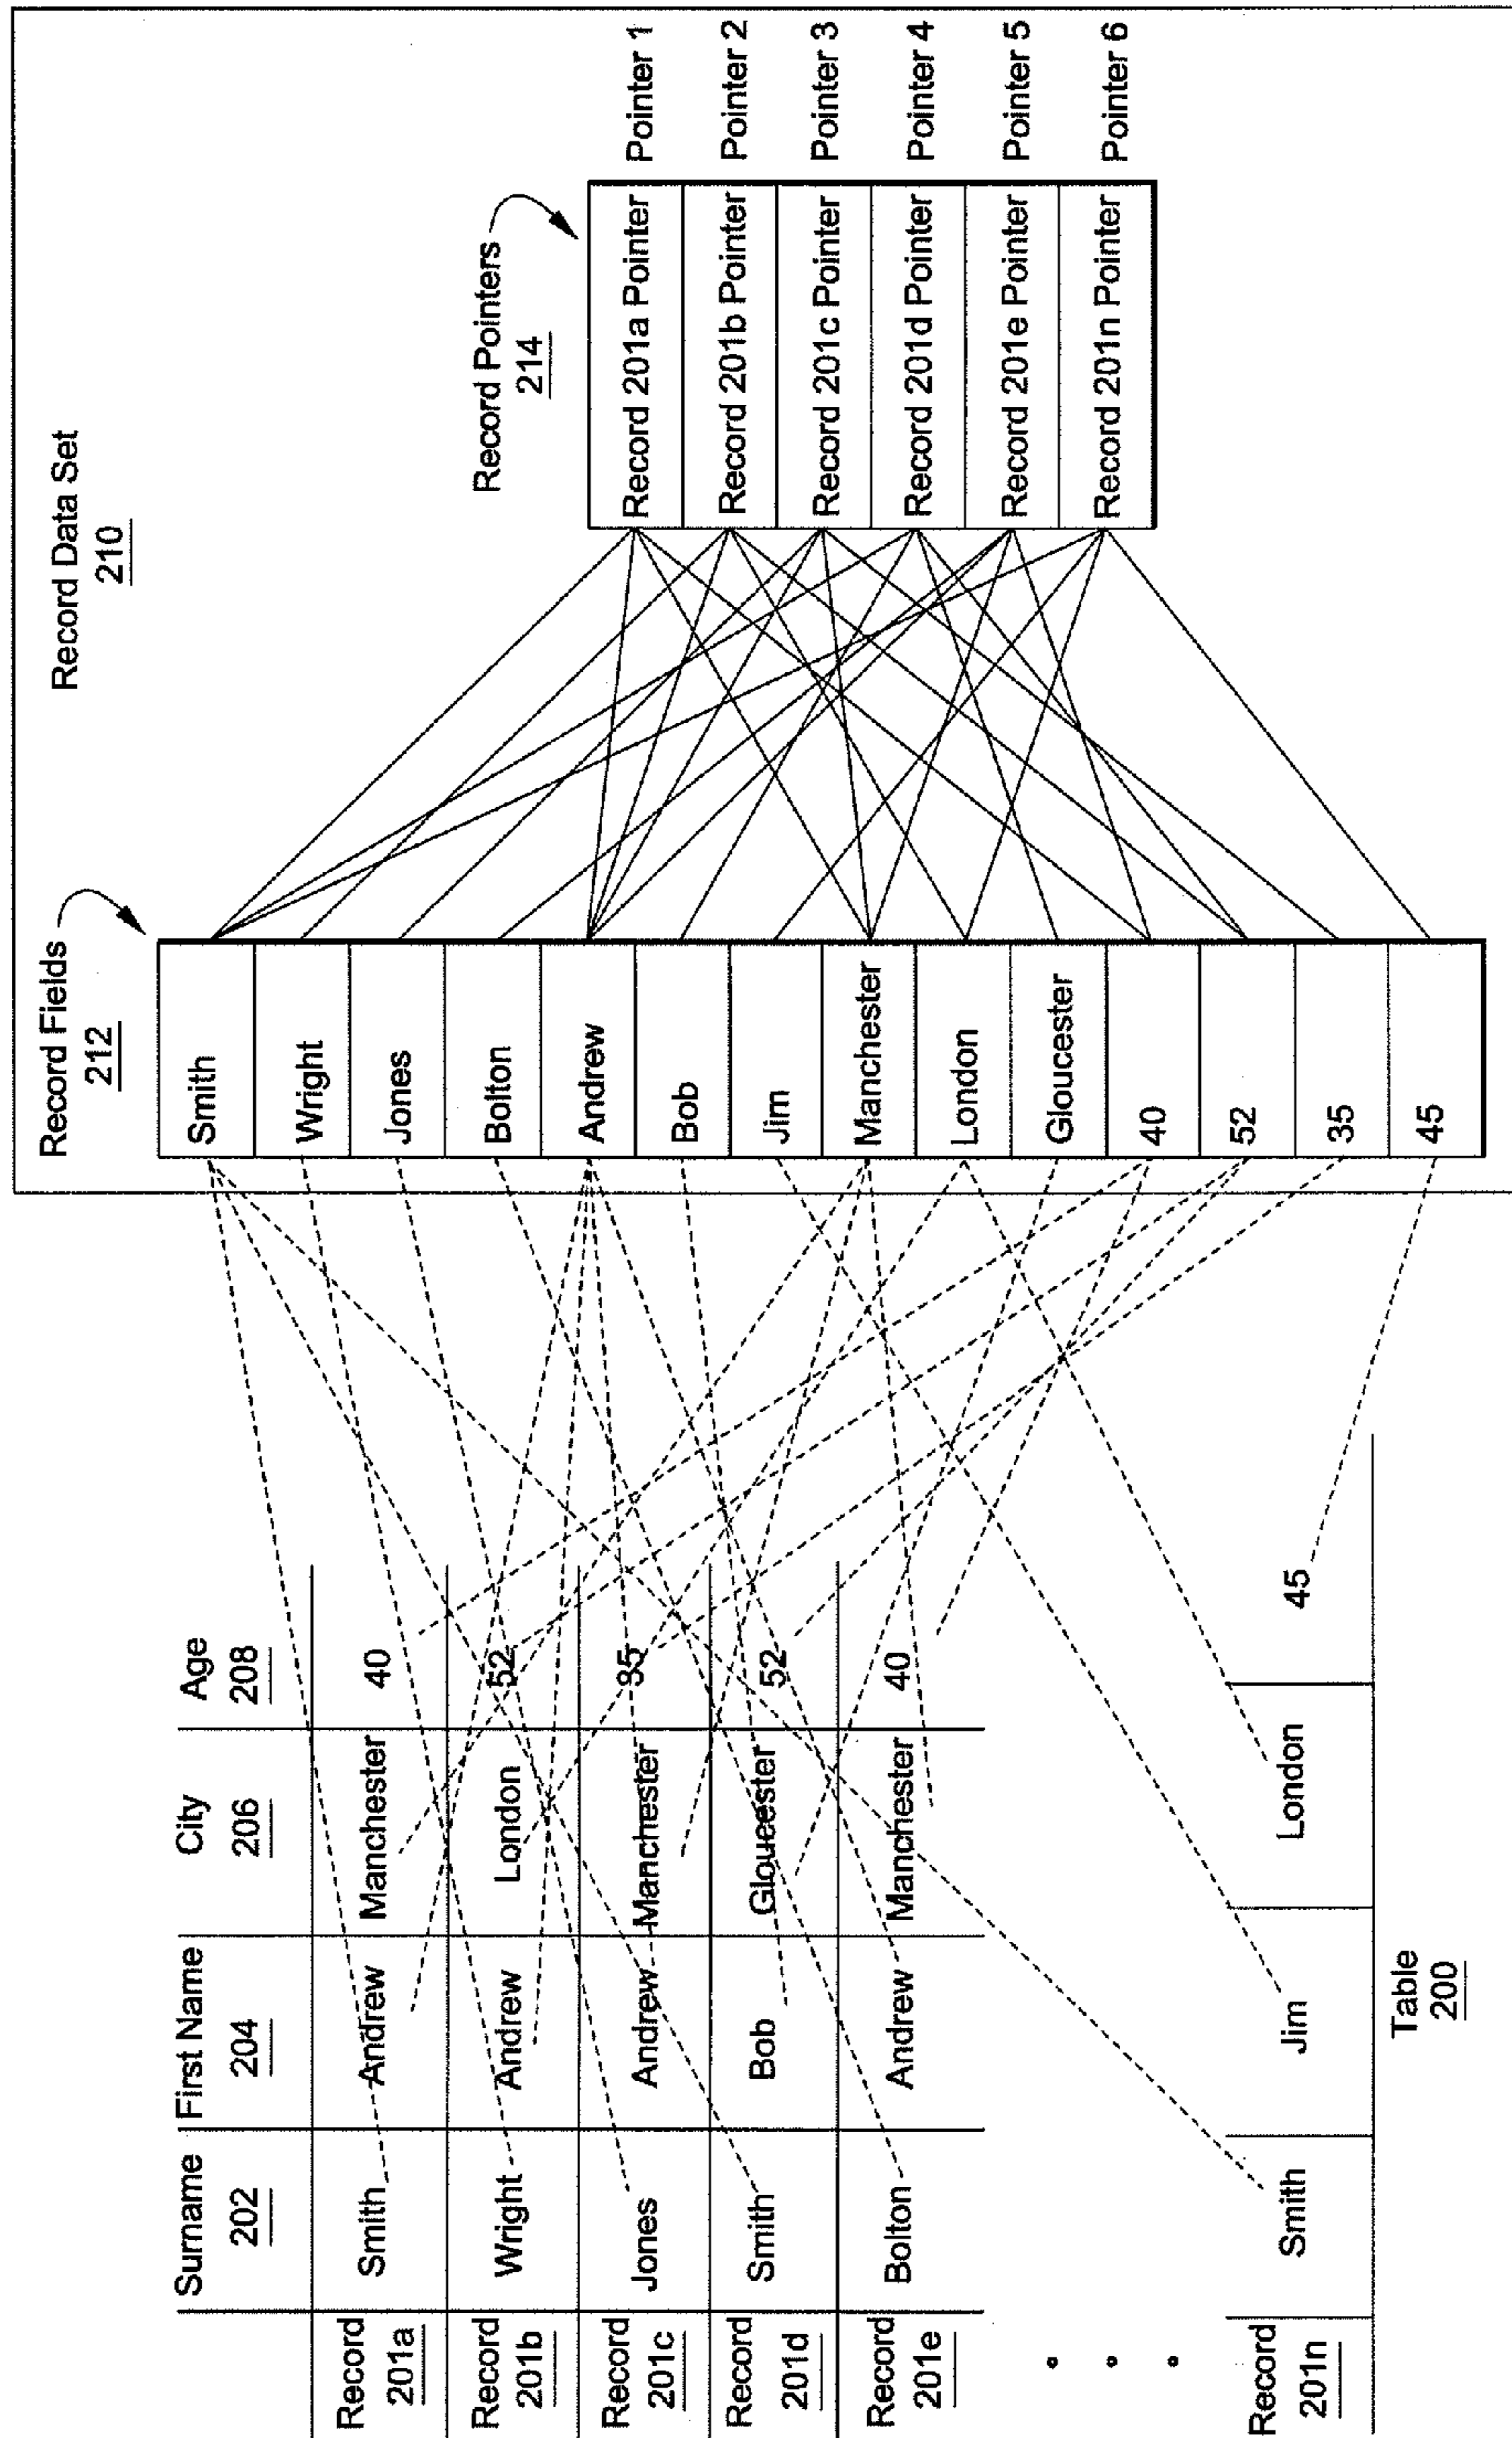 Surname First Name City Age
202 204 206 208
Record 201a Smith Andrew Manchester 40
Record 201b Wright Andrew London 52
Record 201c Jones Andrew Manchester 35
Record 201d Smith Bob Gloucester 52
Record 201e Bolton Andrew Manchester 40
Record 201n Smith Jim London 45
Table
200
Record Data Set
210
Record Fields
212
Smith
Wright
Jones
Bolton
Andrew
Bob
Jim
Manchester
London
Gloucester
40
52
35
45
Record Pointers
214
Record 201a Pointer Pointer 1
Record 201b Pointer Pointer 2
Record 201c Pointer Pointer 3
Record 201d Pointer Pointer 4
Record 201e Pointer Pointer 5
Record 201n Pointer Pointer 6